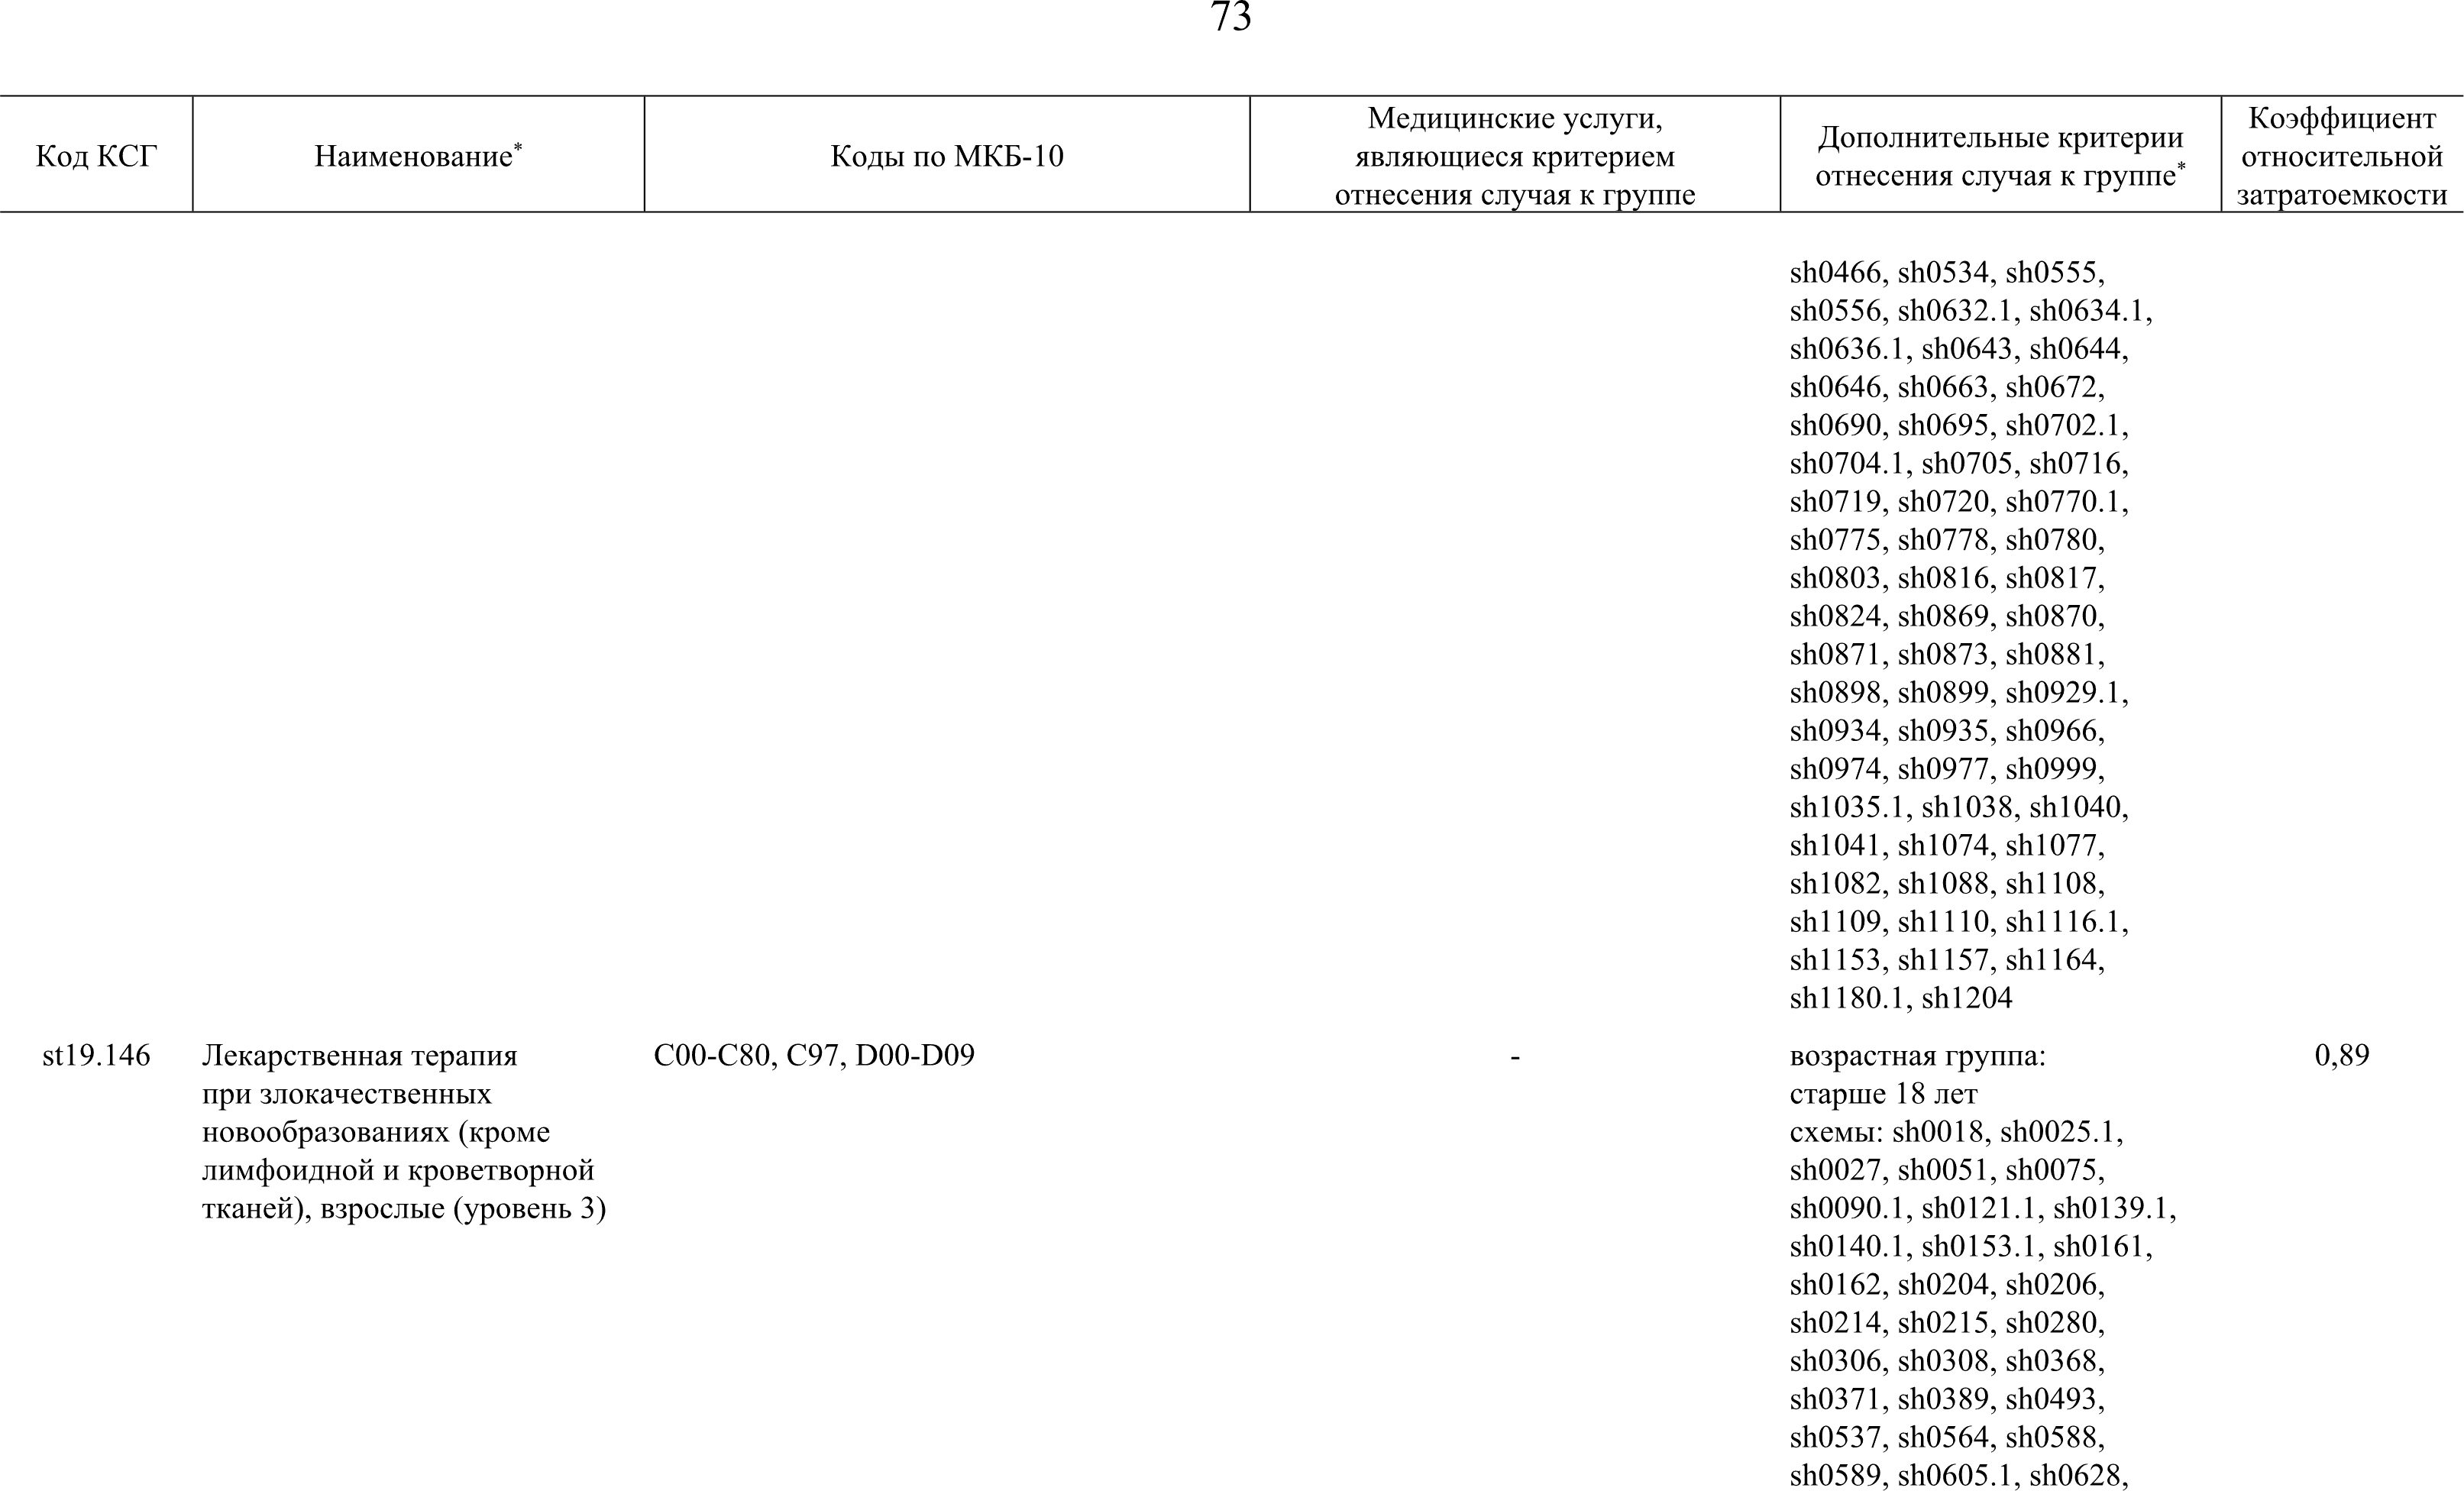 73
Код КСГ
Наименование*
Коды по МКБ-10
Медицинские услуги,
являющиеся критерием
отнесения случая к группе
Дополнительные критерии
отнесения случая к группе*
Коэффициент
относительной
затратоемкости
sh0466, sh0534, sh0555,
sh0556, sh0632.1, sh0634.1,
sh0636.1, sh0643, sh0644,
sh0646, sh0663, sh0672,
sh0690, sh0695, sh0702.1,
sh0704.1, sh0705, sh0716,
sh0719, sh0720, sh0770.1,
sh0775, sh0778, sh0780,
sh0803, sh0816, sh0817,
sh0824, sh0869, sh0870,
sh0871, sh0873, sh0881,
sh0898, sh0899, sh0929.1,
sh0934, sh0935, sh0966,
sh0974, sh0977, sh0999,
sh1035.1, sh1038, sh1040,
sh1041, sh1074, sh1077,
sh1082, sh1088, sh1108,
sh1109, sh1110, sh1116.1,
sh1153, sh1157, sh1164,
sh1180.1, sh1204
st19.146
Лекарственная терапия
при злокачественных
новообразованиях (кроме
лимфоидной и кроветворной
тканей), взрослые (уровень 3)
C00-C80, C97, D00-D09
-
возрастная группа:
старше 18 лет
схемы: sh0018, sh0025.1,
sh0027, sh0051, sh0075,
sh0090.1, sh0121.1, sh0139.1,
sh0140.1, sh0153.1, sh0161,
sh0162, sh0204, sh0206,
sh0214, sh0215, sh0280,
sh0306, sh0308, sh0368,
sh0371, sh0389, sh0493,
sh0537, sh0564, sh0588,
sh0589, sh0605.1, sh0628,
0,89